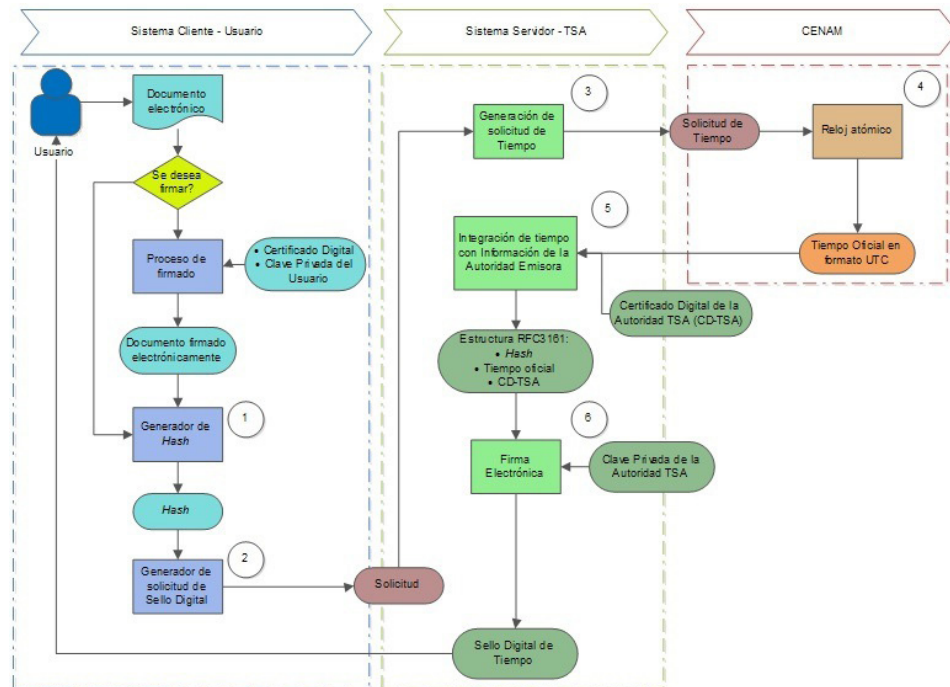 Sistema Cliente - Usuario
Sistema Servidor - TSA
CENAM
Usuario
Documento
electrónico
Se desea
firmar?
Proceso de
firmado
• Certificado Digital
• Clave Privada del
Usuario
Documento firmado
electrónicamente
1
Generador de
Hash
Hash
2
Generador de
solicitud de
Sello Digital
Solicitud
3
Generación de
solicitud de
Tiempo
Solicitud de
Tiempo
4
Reloj atómico
Tiempo Oficial en
formato UTC
5
Integración de tiempo
con Información de la
Autoridad Emisora
Certificado Digital de la
Autoridad TSA (CD-TSA)
Estructura RFC3161:
• Hash
• Tiempo oficial
• CD-TSA
6
Firma
Electrónica
Clave Privada de la
Autoridad TSA
Sello Digital de
Tiempo